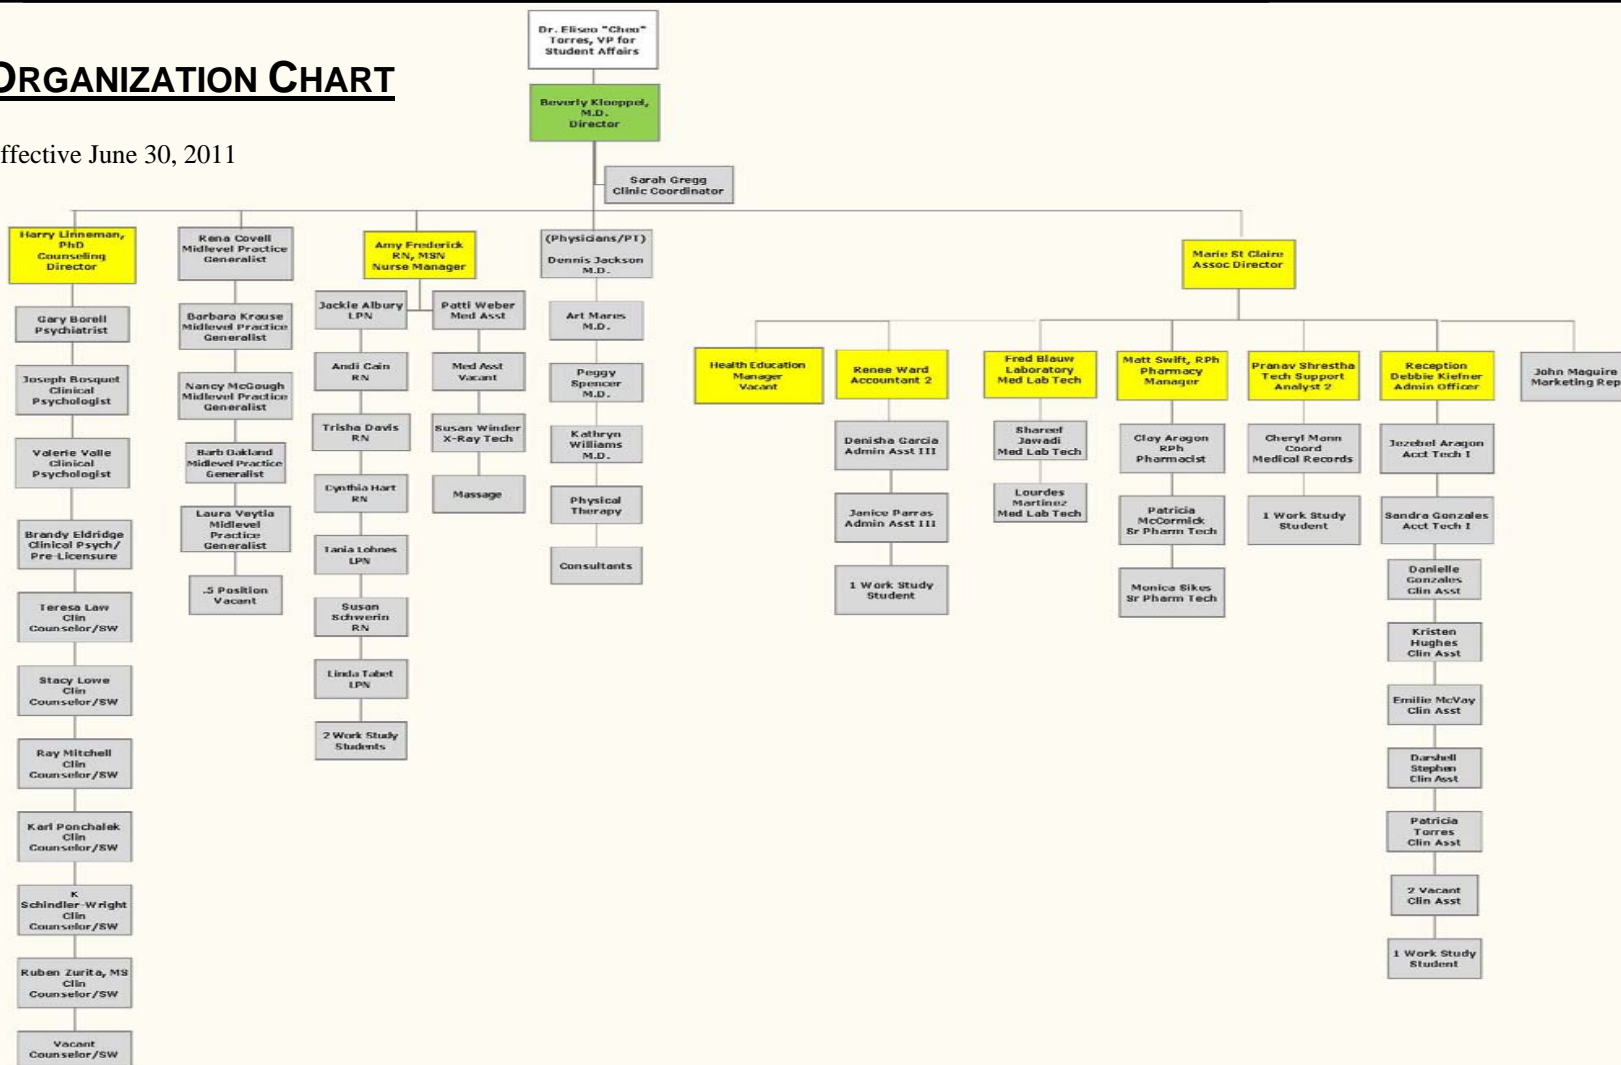 ORGANIZATION CHART
ffective June 30, 2011
Dr. Eliseo "Cheo"
Torres, VP for
Student Affairs
Beverly Kloeppel,
M.D.
Director
Sarah Gregg
Clinic Coordinator
Harry Linneman,
PhD
Counseling
Director
Gary Borell
Psychiatrist
Joseph Bosquet
Clinical
Psychologist
Valerie Valle
Clinical
Psychologist
Brandy Eldridge
Clinical Psych/
Pre-Licensure
Teresa Law
Clin
Counselor/SW
Stacy Lowe
Clin
Counselor/SW
Ray Mitchell
Clin
Counselor/SW
Karl Ponchalek
Clin
Counselor/SW
K
Schindler-Wright
Clin
Counselor/SW
Ruben Zurita, MS
Clin
Counselor/SW
Vacant
Counselor/SW
Rena Covell
Midlevel Practice
Generalist
Barbara Krause
Midlevel Practice
Generalist
Nancy McGough
Midlevel Practice
Generalist
Barb Oakland
Midlevel Practice
Generalist
Laura Veytia
Midlevel
Practice
Generalist
.5 Position
Vacant
Amy Frederick
RN, MSN
Nurse Manager
Jackie Albury
LPN
Andi Cain
RN
Trisha Davis
RN
Cynthia Hart
RN
Tania Lohnes
LPN
Susan
Schwerin
RN
Linda Tabet
LPN
2 Work Study
Students
Patti Weber
Med Asst
Med Asst
Vacant
Susan Winder
X-Ray Tech
Massage
(Physicians/PT)
Dennis Jackson
M.D.
Art Mares
M.D.
Peggy
Spencer
M.D.
Kathryn
Williams
M.D.
Physical
Therapy
Consultants
Marie St Claire
Assoc Director
Health Education
Manager
Vacant
Renee Ward
Accountant 2
Denisha Garcia
Admin Asst III
Janice Parras
Admin Asst III
1 Work Study
Student
Fred Blauw
Laboratory
Med Lab Tech
Shareef
Jawadi
Med Lab Tech
Lourdes
Martinez
Med Lab Tech
Matt Swift, RPh
Pharmacy
Manager
Clay Aragon
RPh
Pharmacist
Patricia
McCormick
Sr Pharm Tech
Monica Sikes
Sr Pharm Tech
Pranav Shrestha
Tech Support
Analyst 2
Cheryl Mann
Coord
Medical Records
1 Work Study
Student
Reception
Debbie Kiefner
Admin Officer
Jezebel Aragon
Acct Tech I
Sandra Gonzales
Acct Tech I
Danielle
Gonzales
Clin Asst
Kristen
Hughes
Clin Asst
Emilie McVay
Clin Asst
Darshell
Stephen
Clin Asst
Patricia
Torres
Clin Asst
2 Vacant
Clin Asst
1 Work Study
Student
John Maguire
Marketing Rep